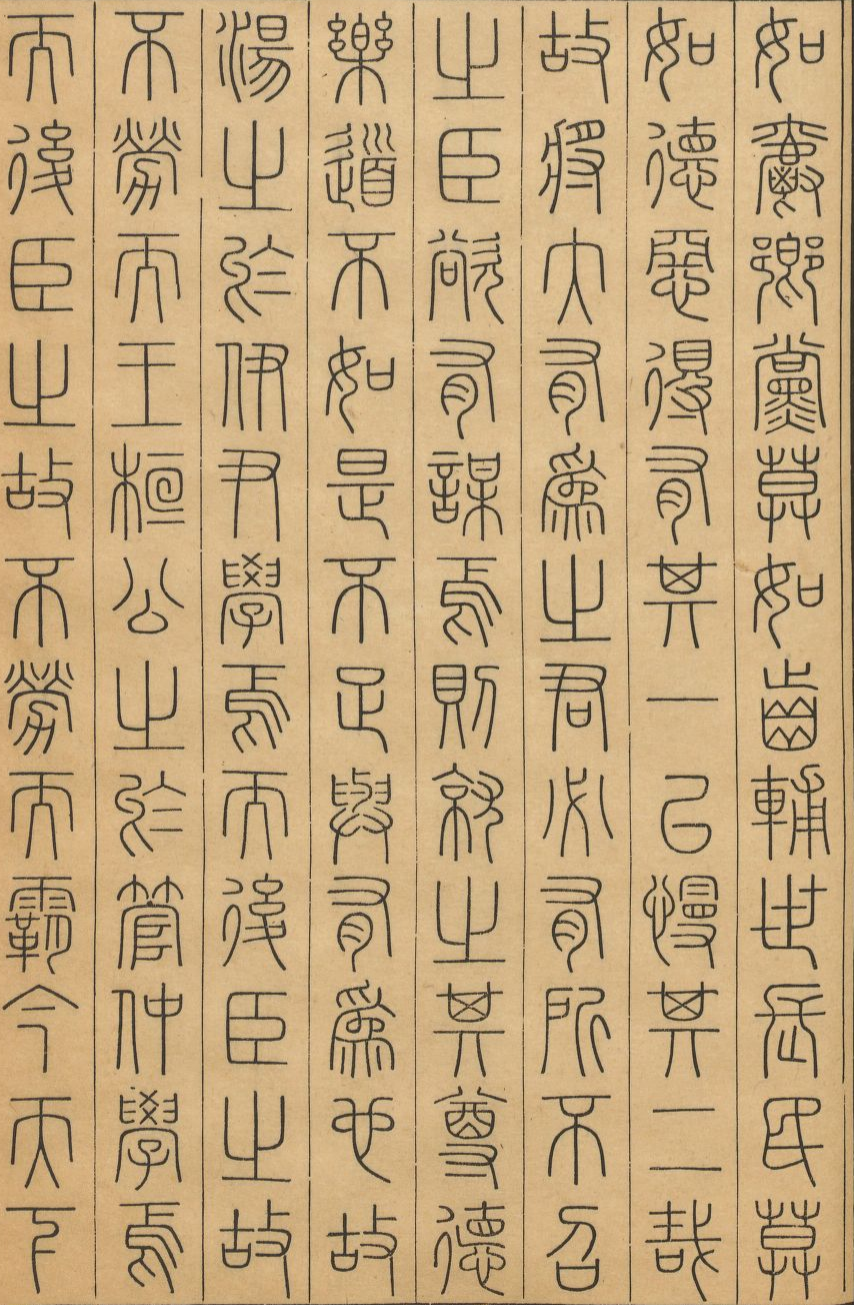 如爵鄉黨莫如齒輔世長民莫
如德惡得有其一以慢其二哉
故將大有為之君必有所不召
之臣欲有謀焉則就之其尊德
樂道不如是不足與有為也故
湯之於伊尹學焉而後臣之故
不勞而王桓公之於管仲學焉
而後臣之故不勞而霸今天下